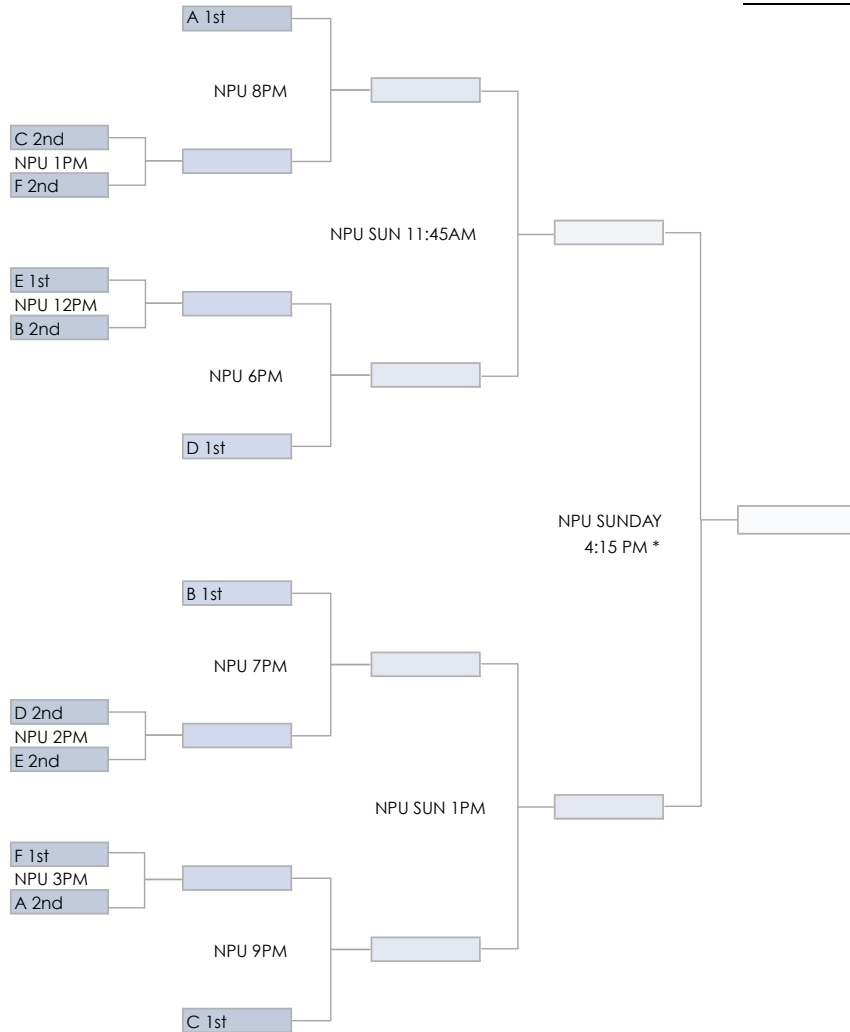 A 1st
NPU 8PM
C 2nd
NPU 1PM
F 2nd
NPU SUN 11:45AM
E 1st
NPU 12PM
B 2nd
NPU 6PM
D 1st
NPU SUNDAY
4:15 PM *
B 1st
NPU 7PM
D 2nd
NPU 2PM
E 2nd
NPU SUN 1PM
F 1st
NPU 3PM
A 2nd
NPU 9PM
C 1st